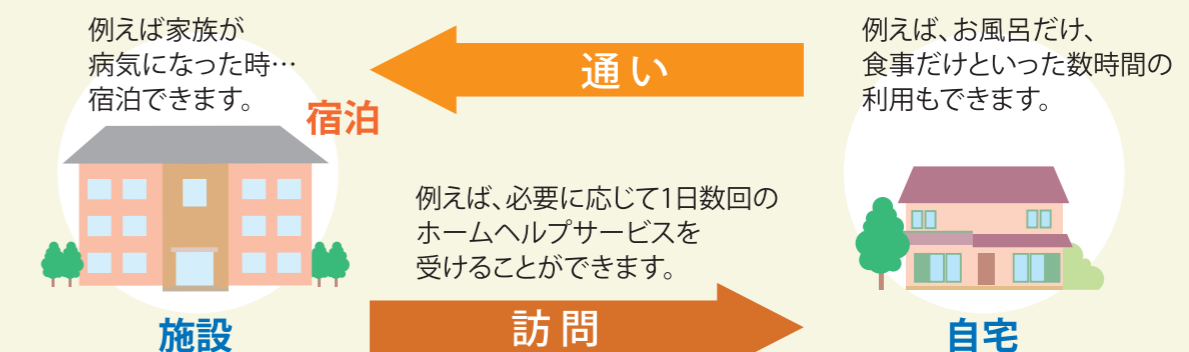 例えば家族が
病気になった時…
宿泊できます。
宿泊
施設
通い
例えば、必要に応じて1日数回の
ホームヘルプサービスを
受けることができます。
訪問
例えば、お風呂だけ、
食事だけといった数時間の
利用もできます。
自宅